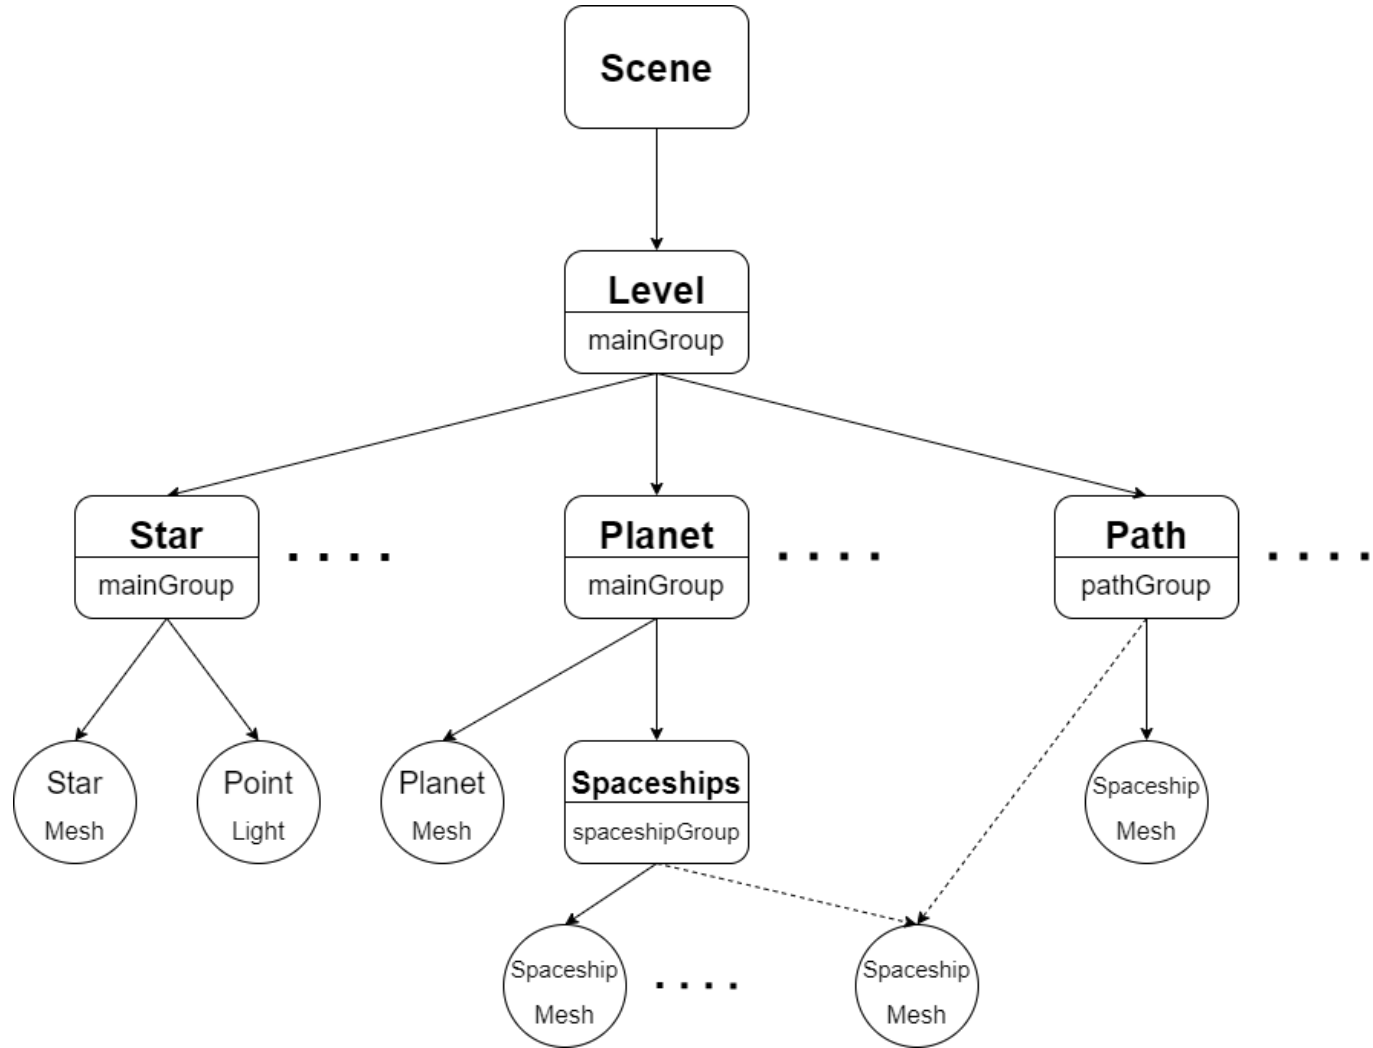 Scene
Level
mainGroup
Star
mainGroup
Planet
mainGroup
Path
pathGroup
Star
Mesh
Point
Light
Planet
Mesh
Spaceships
spaceshipGroup
Spaceship
Mesh
Spaceship
Mesh
Spaceship
Mesh